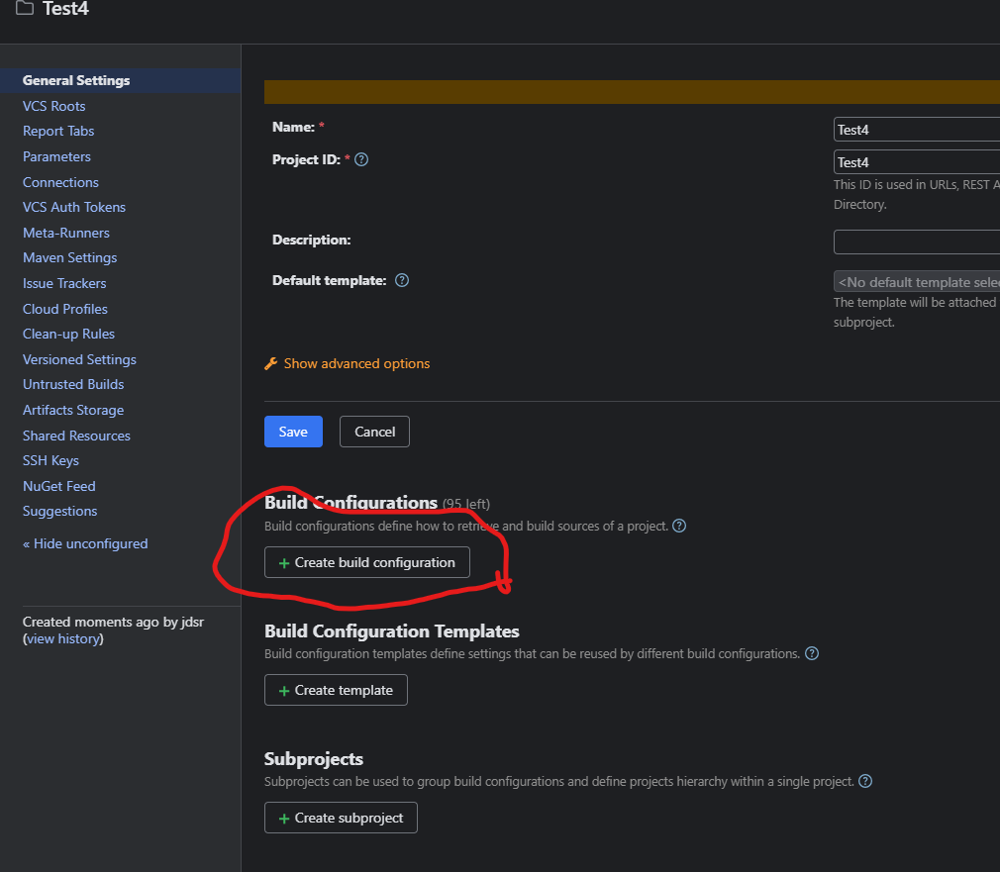 Test4
General Settings
VCS Roots
Report Tabs
Parameters
Connections
VCS Auth Tokens
Meta-Runners
Maven Settings
Issue Trackers
Cloud Profiles
Clean-up Rules
Versioned Settings
Untrusted Builds
Artifacts Storage
Shared Resources
SSH Keys
NuGet Feed
Suggestions
« Hide unconfigured
Created moments ago by jdsr
(view history)
Name: *
Test4
Project ID: * ?
Test4
This ID is used in URLs, REST A
Directory.
Description:
Default template: ?
<No default template selec
The template will be attached
subproject.
Show advanced options
Save
Cancel
Build Configurations (95 left)
Build configurations define how to retrieve and build sources of a project. ?
+ Create build configuration
Build Configuration Templates
Build configuration templates define settings that can be reused by different build configurations. ?
+ Create template
Subprojects
Subprojects can be used to group build configurations and define projects hierarchy within a single project. ?
+ Create subproject